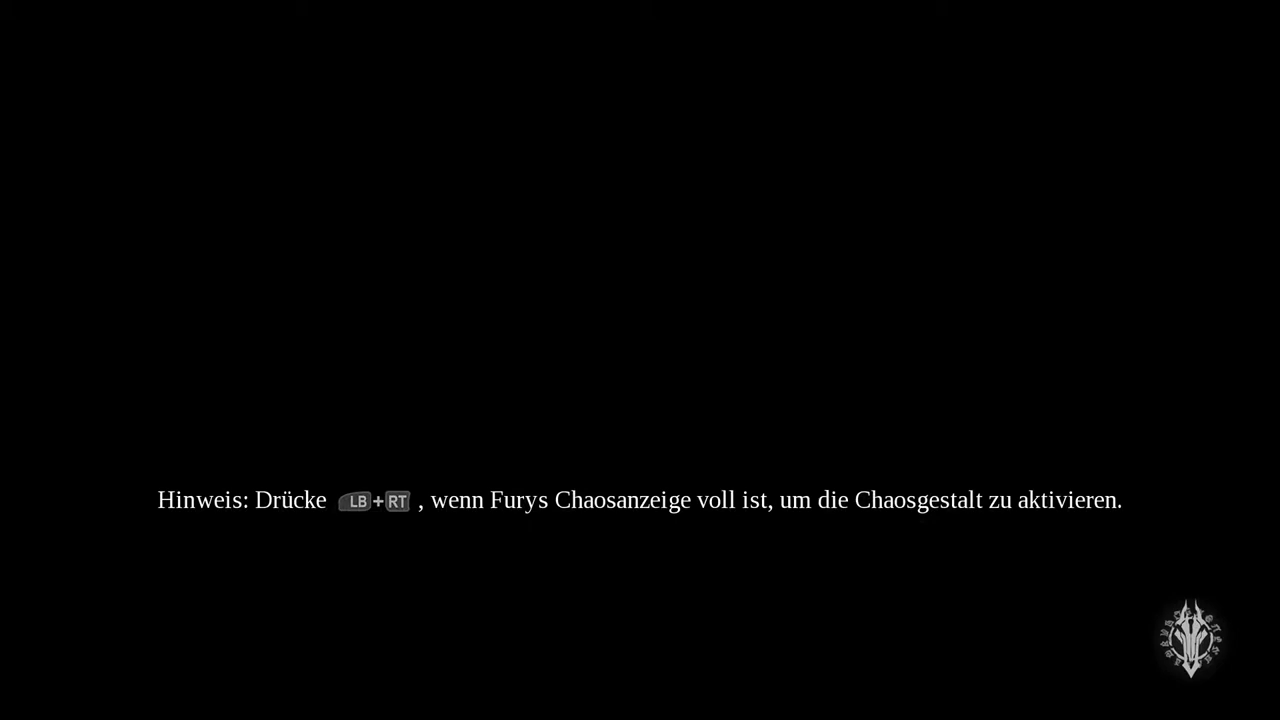 Hinweis: Drücke LB+RT , wenn Furys Chaosanzeige voll ist, um die Chaosgestalt zu aktivieren.